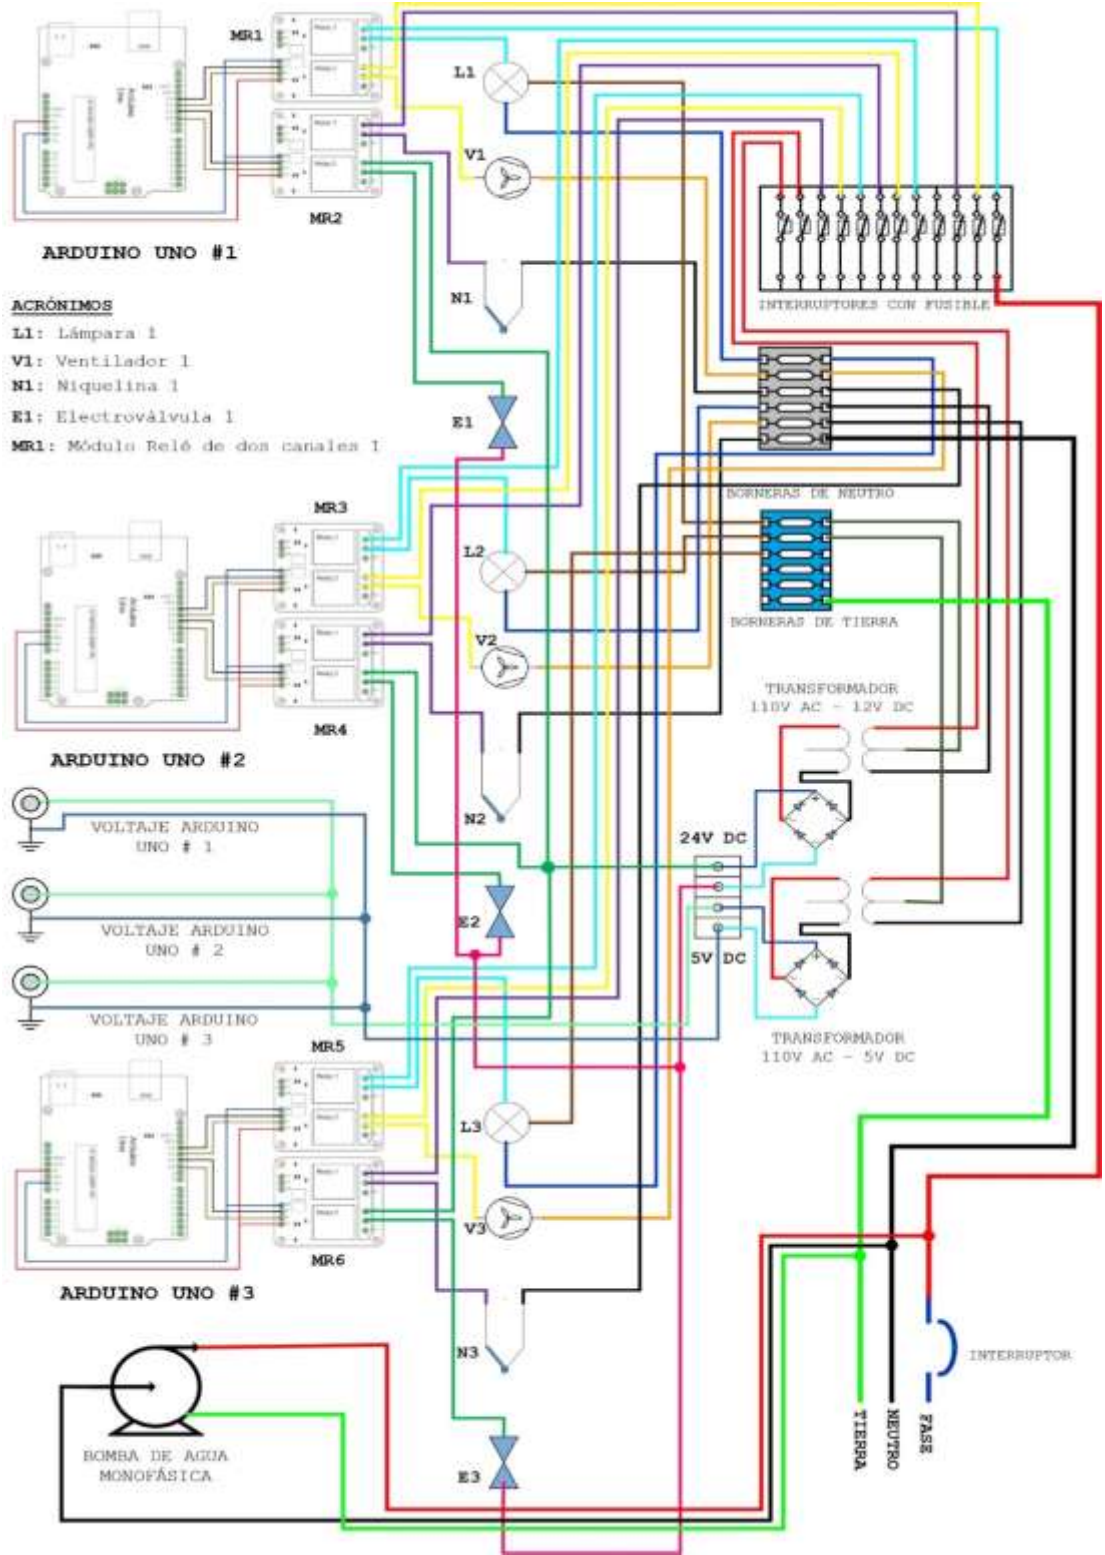 MR1
L1
V1
MR2
ARDUINO UNO #1
N1
INTERRUPTORES CON FUSIBLE
ACRÓNIMOS
L1: Lámpara 1
V1: Ventilador 1
N1: Niquelina 1
E1: Electroválvula 1
MR1: Módulo Relé de dos canales 1
E1
BORNERAS DE NEUTRO
MR3
L2
BORNERAS DE TIERRA
V2
MR4
ARDUINO UNO #2
TRANSFORMADOR
110V AC - 12V DC
N2
VOLTAJE ARDUINO
UNO # 1
24V DC
E2
VOLTAJE ARDUINO
UNO # 2
5V DC
VOLTAJE ARDUINO
UNO # 3
TRANSFORMADOR
110V AC - 5V DC
MR5
L3
V3
MR6
ARDUINO UNO #3
N3
INTERRUPTOR
TIERRA
NEUTRO
FASE
BOMBA DE AGUA
MONOFÁSICA
E3